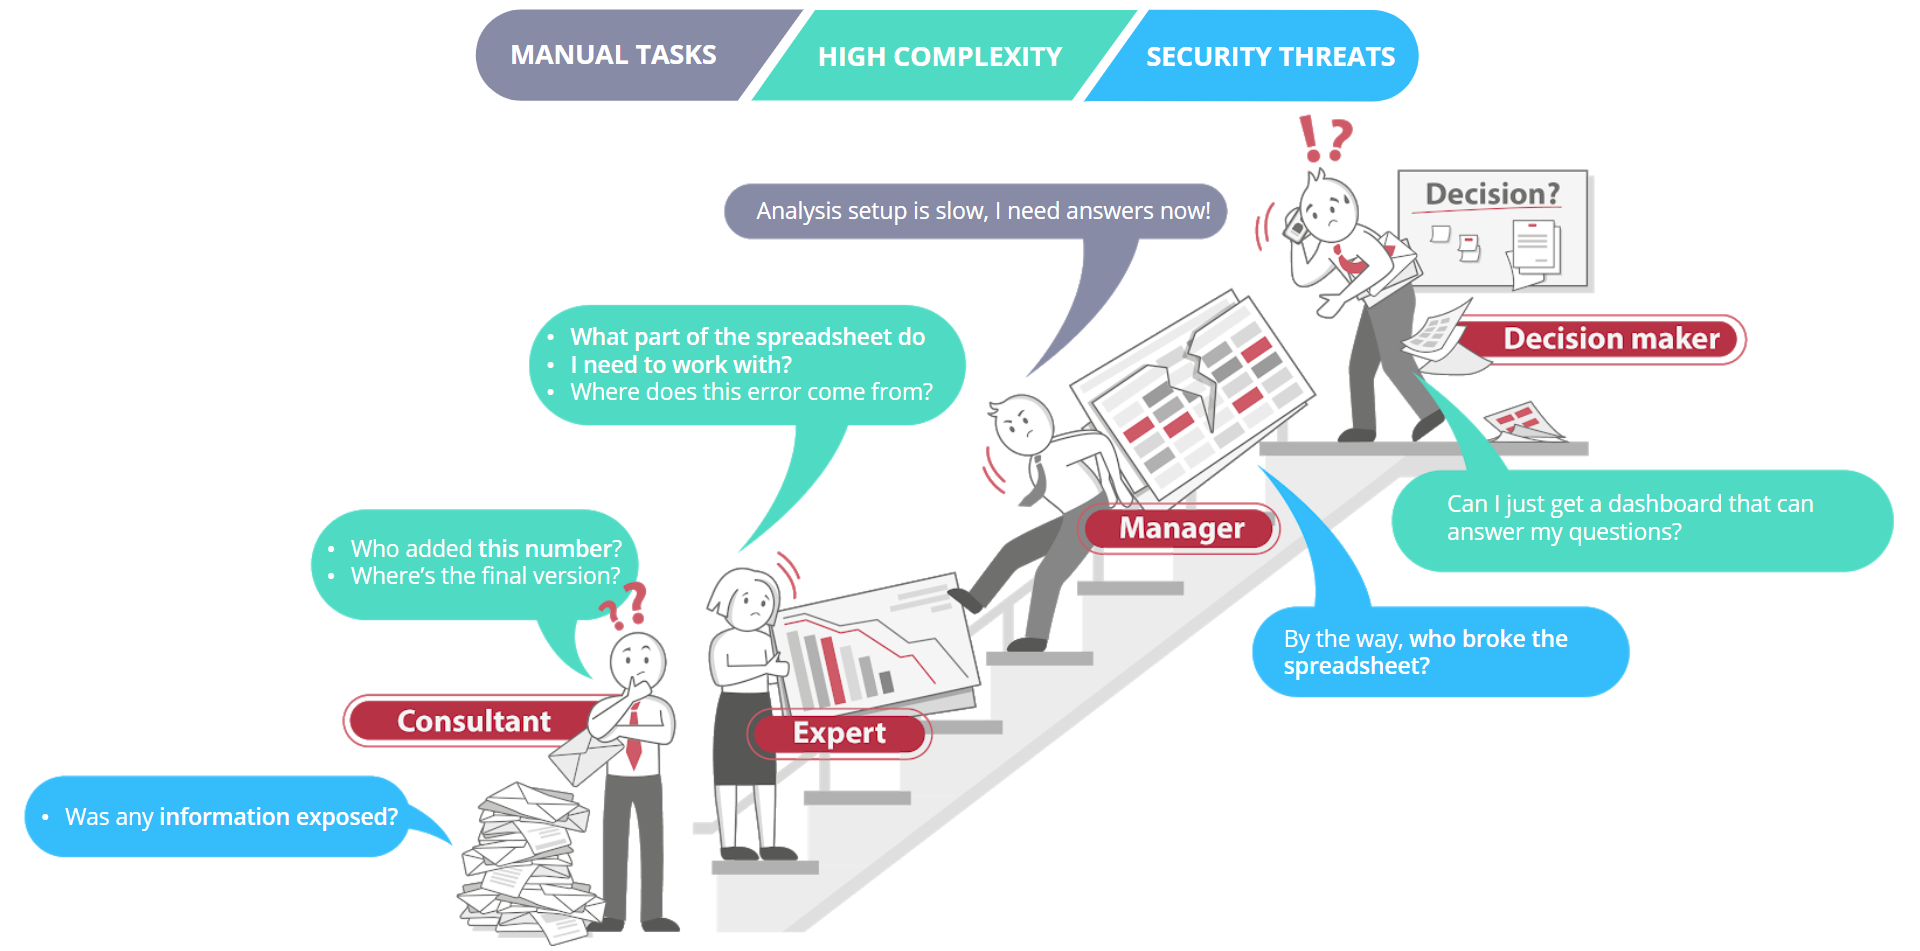 MANUAL TASKS
HIGH COMPLEXITY
SECURITY THREATS
!?
Decision?
Analysis setup is slow, I need answers now!
• What part of the spreadsheet do
• I need to work with?
• Where does this error come from?
Decision maker
Can I just get a dashboard that can
answer my questions?
Manager
• Who added this number?
• Where’s the final version?
??
By the way, who broke the
spreadsheet?
Consultant
Expert
• Was any information exposed?